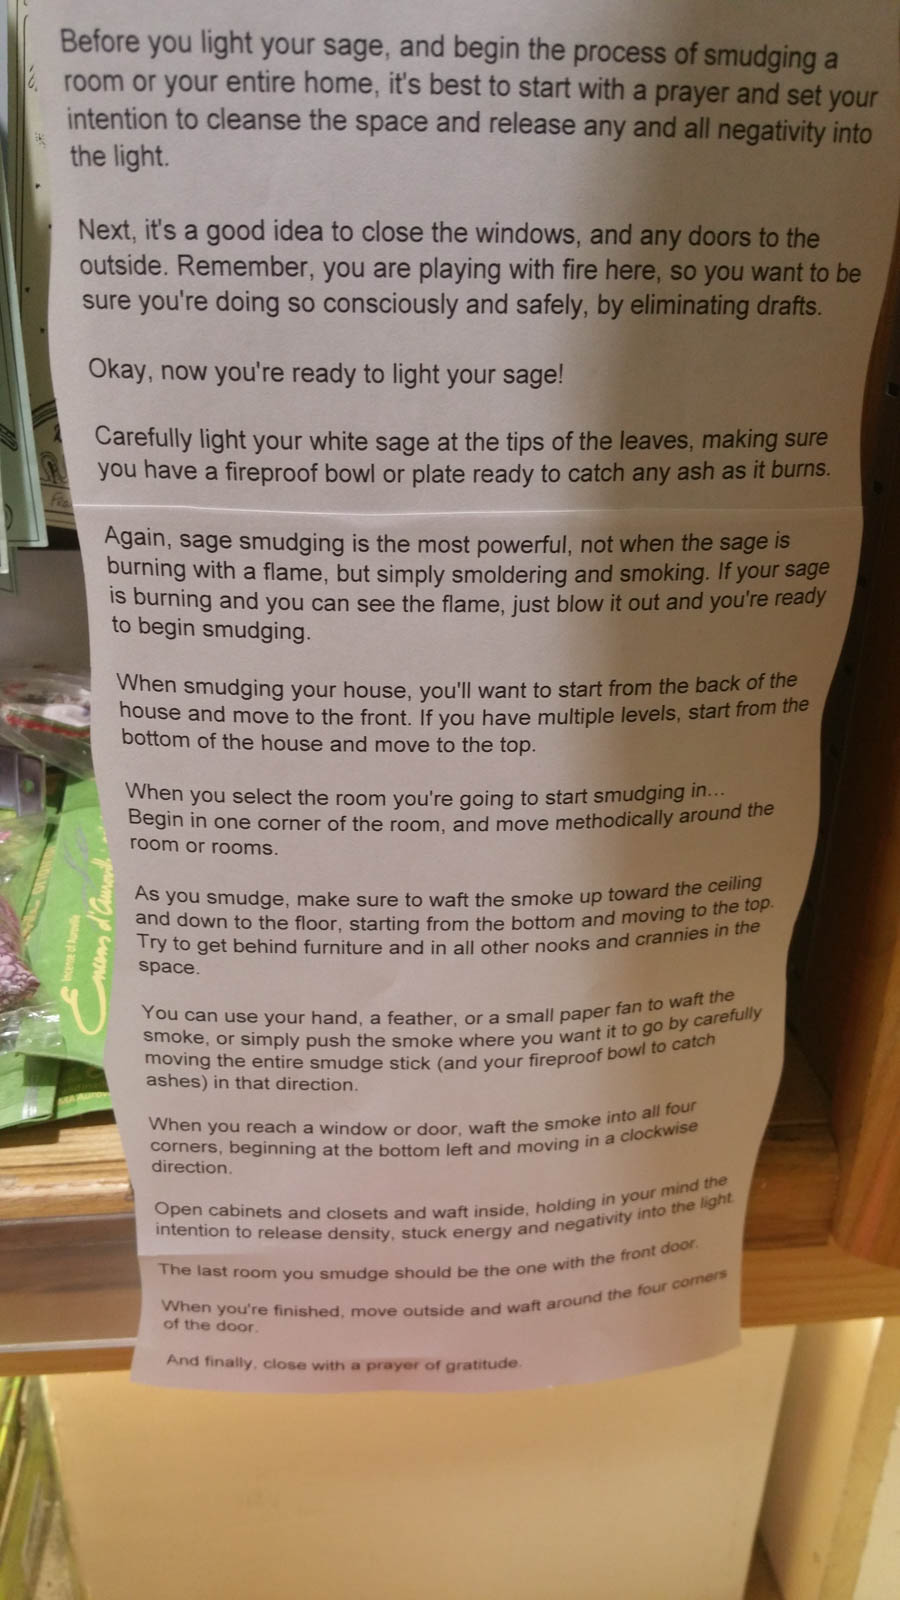 Before you light your sage, and begin the process of smudging a
room or your entire home, it's best to start with a prayer and set your
intention to cleanse the space and release any and all negativity into
the light.
Next, it's a good idea to close the windows, and any doors to the
outside. Remember, you are playing with fire here, so you want to be
sure you're doing so consciously and safely, by eliminating drafts.
Okay, now you're ready to light your sage!
Carefully light your white sage at the tips of the leaves, making sure
you have a fireproof bowl or plate ready to catch any ash as it burns.
Again, sage smudging is the most powerful, not when the sage is
burning with a flame, but simply smoldering and smoking. If your sage
is burning and you can see the flame, just blow it out and you're ready
to begin smudging.
When smudging your house, you'll want to start from the back of the
house and move to the front. If you have multiple levels, start from the
bottom of the house and move to the top.
When you select the room you're going to start smudging in...
Begin in one corner of the room, and move methodically around the
room or rooms.
As you smudge, make sure to waft the smoke up toward the ceiling
and down to the floor, starting from the bottom and moving to the top.
Try to get behind furniture and in all other nooks and crannies in the
space.
You can use your hand, a feather, or a small paper fan to waft the
smoke, or simply push the smoke where you want it to go by carefully
moving the entire smudge stick (and your fireproof bowl to catch
ashes) in that direction.
When you reach a window or door, waft the smoke into all four
corners, beginning at the bottom left and moving in a clockwise
direction.
Open cabinets and closets and waft inside, holding in your mind the
intention to release density, stuck energy and negativity into the light.
The last room you smudge should be the one with the front door.
When you're finished, move outside and waft around the four corners
of the door.
And finally, close with a prayer of gratitude.
Incense of Auroville
Encens d'Auroville